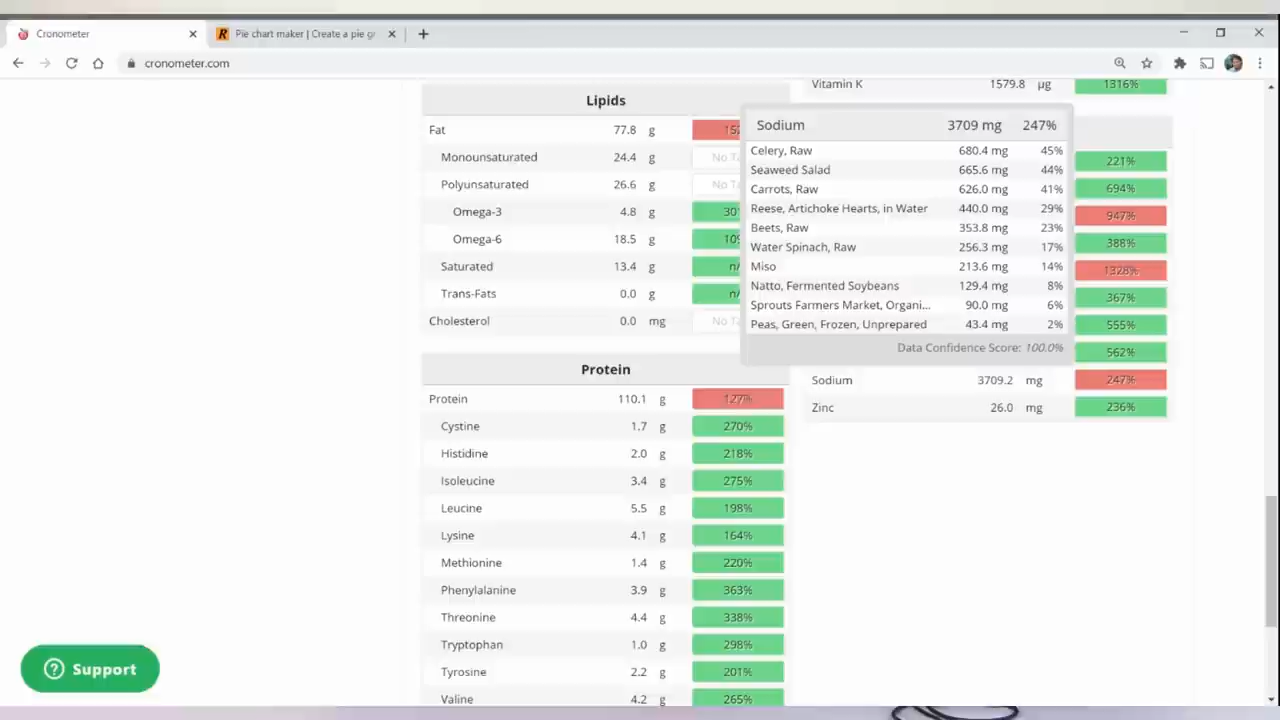 Cronometer
Pie chart maker | Create a pie gr
cronometer.com
Lipids
Fat 77.8 g 152
Monounsaturated 24.4 g No Ta
Polyunsaturated 26.6 g No Ta
Omega-3 4.8 g 301
Omega-6 18.5 g 109
Saturated 13.4 g n/
Trans-Fats 0.0 g n/
Cholesterol 0.0 mg No Ta
Protein
Protein 110.1 g 127%
Cystine 1.7 g 270%
Histidine 2.0 g 218%
Isoleucine 3.4 g 275%
Leucine 5.5 g 198%
Lysine 4.1 g 164%
Methionine 1.4 g 220%
Phenylalanine 3.9 g 363%
Threonine 4.4 g 338%
Tryptophan 1.0 g 298%
Tyrosine 2.2 g 201%
Valine 4.2 g 265%
Vitamin K 1579.8 µg 1316%
Sodium 3709 mg 247%
Celery, Raw 680.4 mg 45%
Seaweed Salad 665.6 mg 44%
Carrots, Raw 626.0 mg 41%
Reese, Artichoke Hearts, in Water 440.0 mg 29%
Beets, Raw 353.8 mg 23%
Water Spinach, Raw 256.3 mg 17%
Miso 213.6 mg 14%
Natto, Fermented Soybeans 129.4 mg 8%
Sprouts Farmers Market, Organi... 90.0 mg 6%
Peas, Green, Frozen, Unprepared 43.4 mg 2%
Data Confidence Score: 100.0%
221%
694%
947%
388%
1328%
367%
555%
562%
Sodium 3709.2 mg 247%
Zinc 26.0 mg 236%
Support